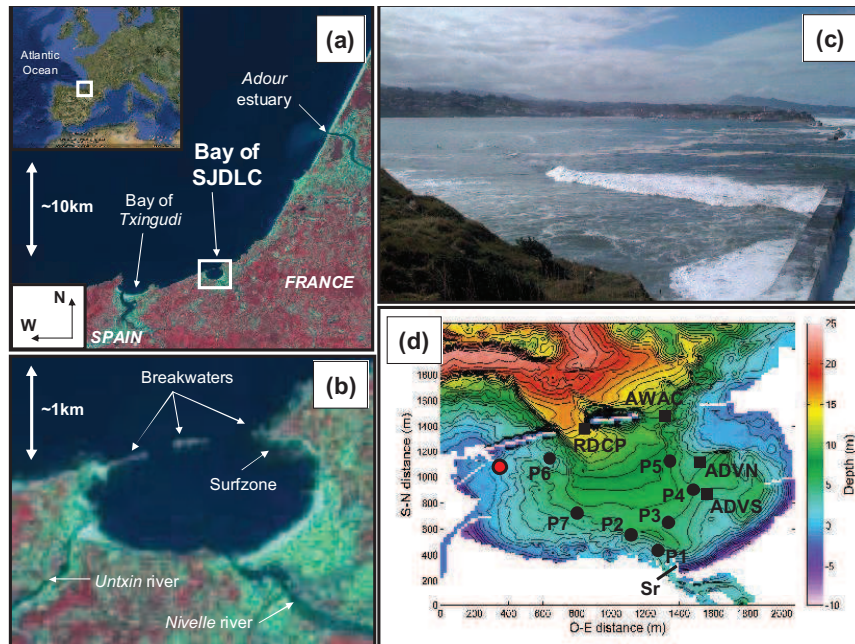 (a)
Atlantic
Ocean
Adour
estuary
Bay of
SJDLC
~10km
Bay of
Txingudi
FRANCE
N
W
SPAIN
(b)
Breakwaters
~1km
Surfzone
Untxin river
Nivelle river
(c)
(d)
AWAC
RDCP
P6
P5
ADVN
P4
ADVS
P7
P2
P3
P1
Sr
S-N distance (m)
1600
1400
1200
1000
800
600
400
200
0
0 200 400 600 800 1000 1200 1400 1600 1800 2000
O-E distance (m)
25
20
15
10
5
0
-5
-10
Depth (m)